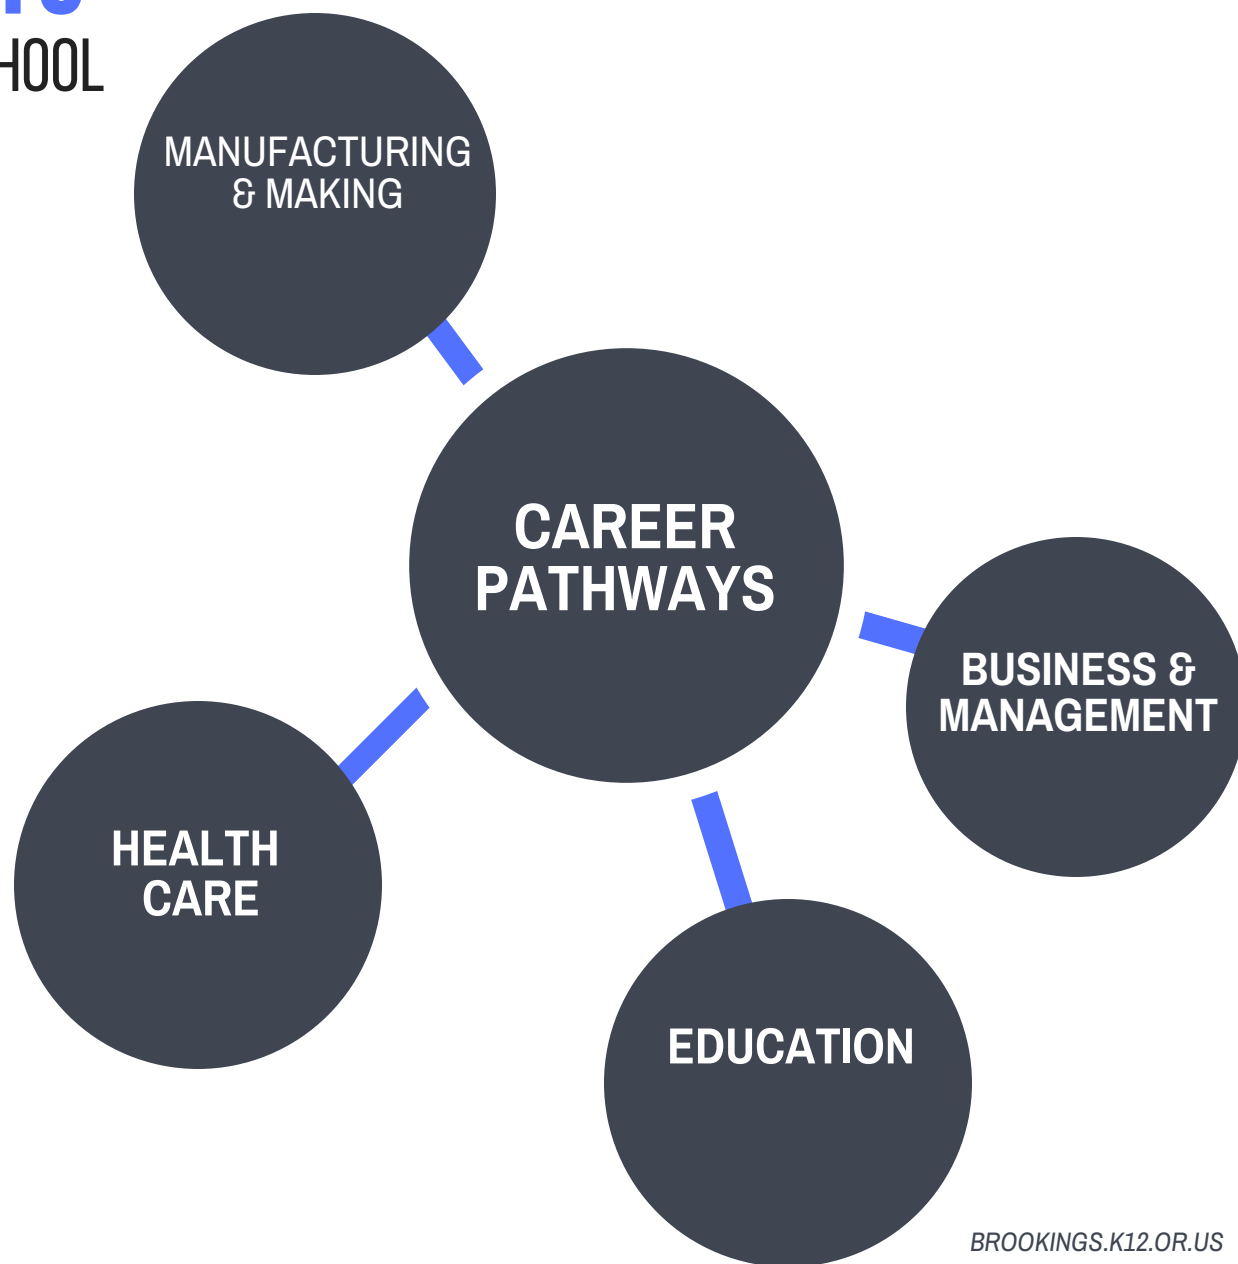 HOOL
MANUFACTURING
& MAKING
CAREER
PATHWAYS
BUSINESS &
MANAGEMENT
HEALTH
CARE
EDUCATION
BROOKINGS.K12.OR.US